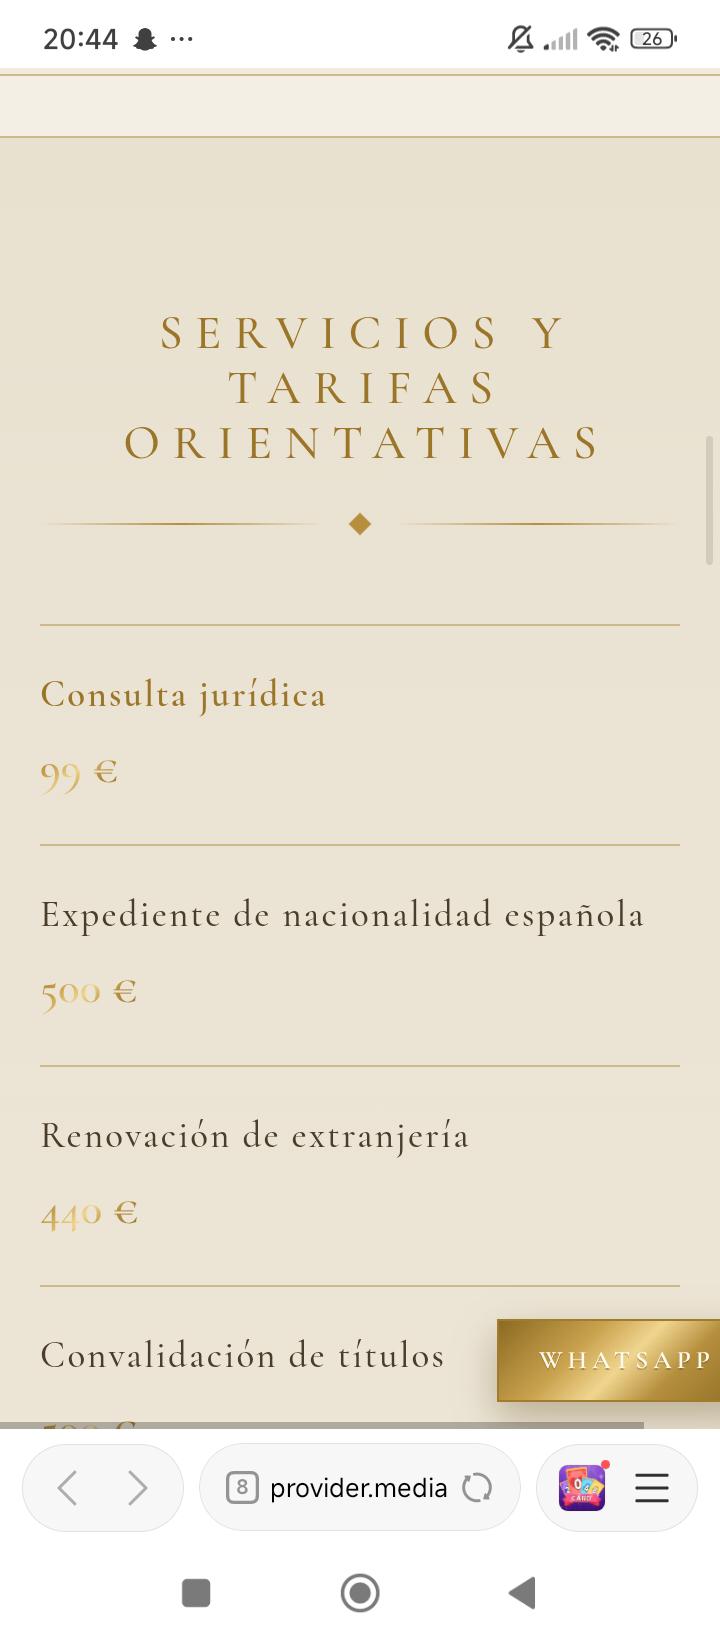 20:44
26
SERVICIOS Y
TARIFAS
ORIENTATIVAS
Consulta jurídica
99 €
Expediente de nacionalidad española
500 €
Renovación de extranjería
440 €
Convalidación de títulos
WHATSAPP
8 provider.media